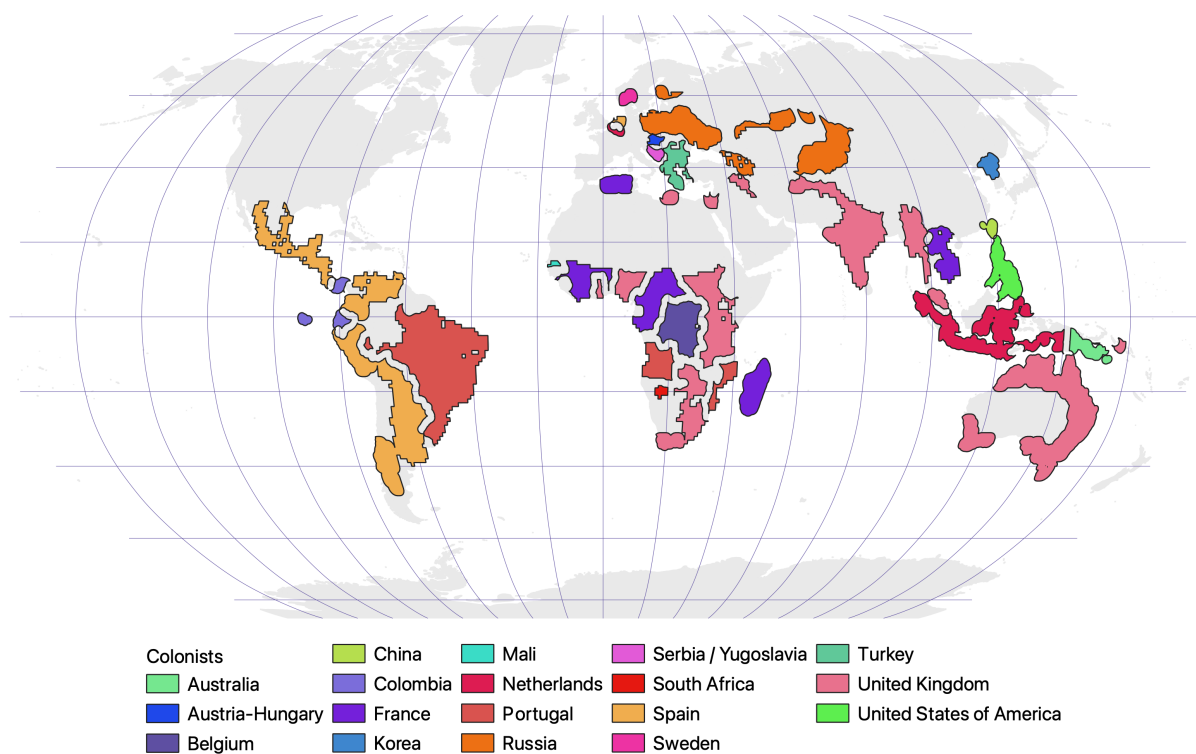 Colonists
Australia
Austria-Hungary
Belgium
China
Colombia
France
Korea
Mali
Netherlands
Portugal
Russia
Serbia / Yugoslavia
South Africa
Spain
Sweden
Turkey
United Kingdom
United States of America